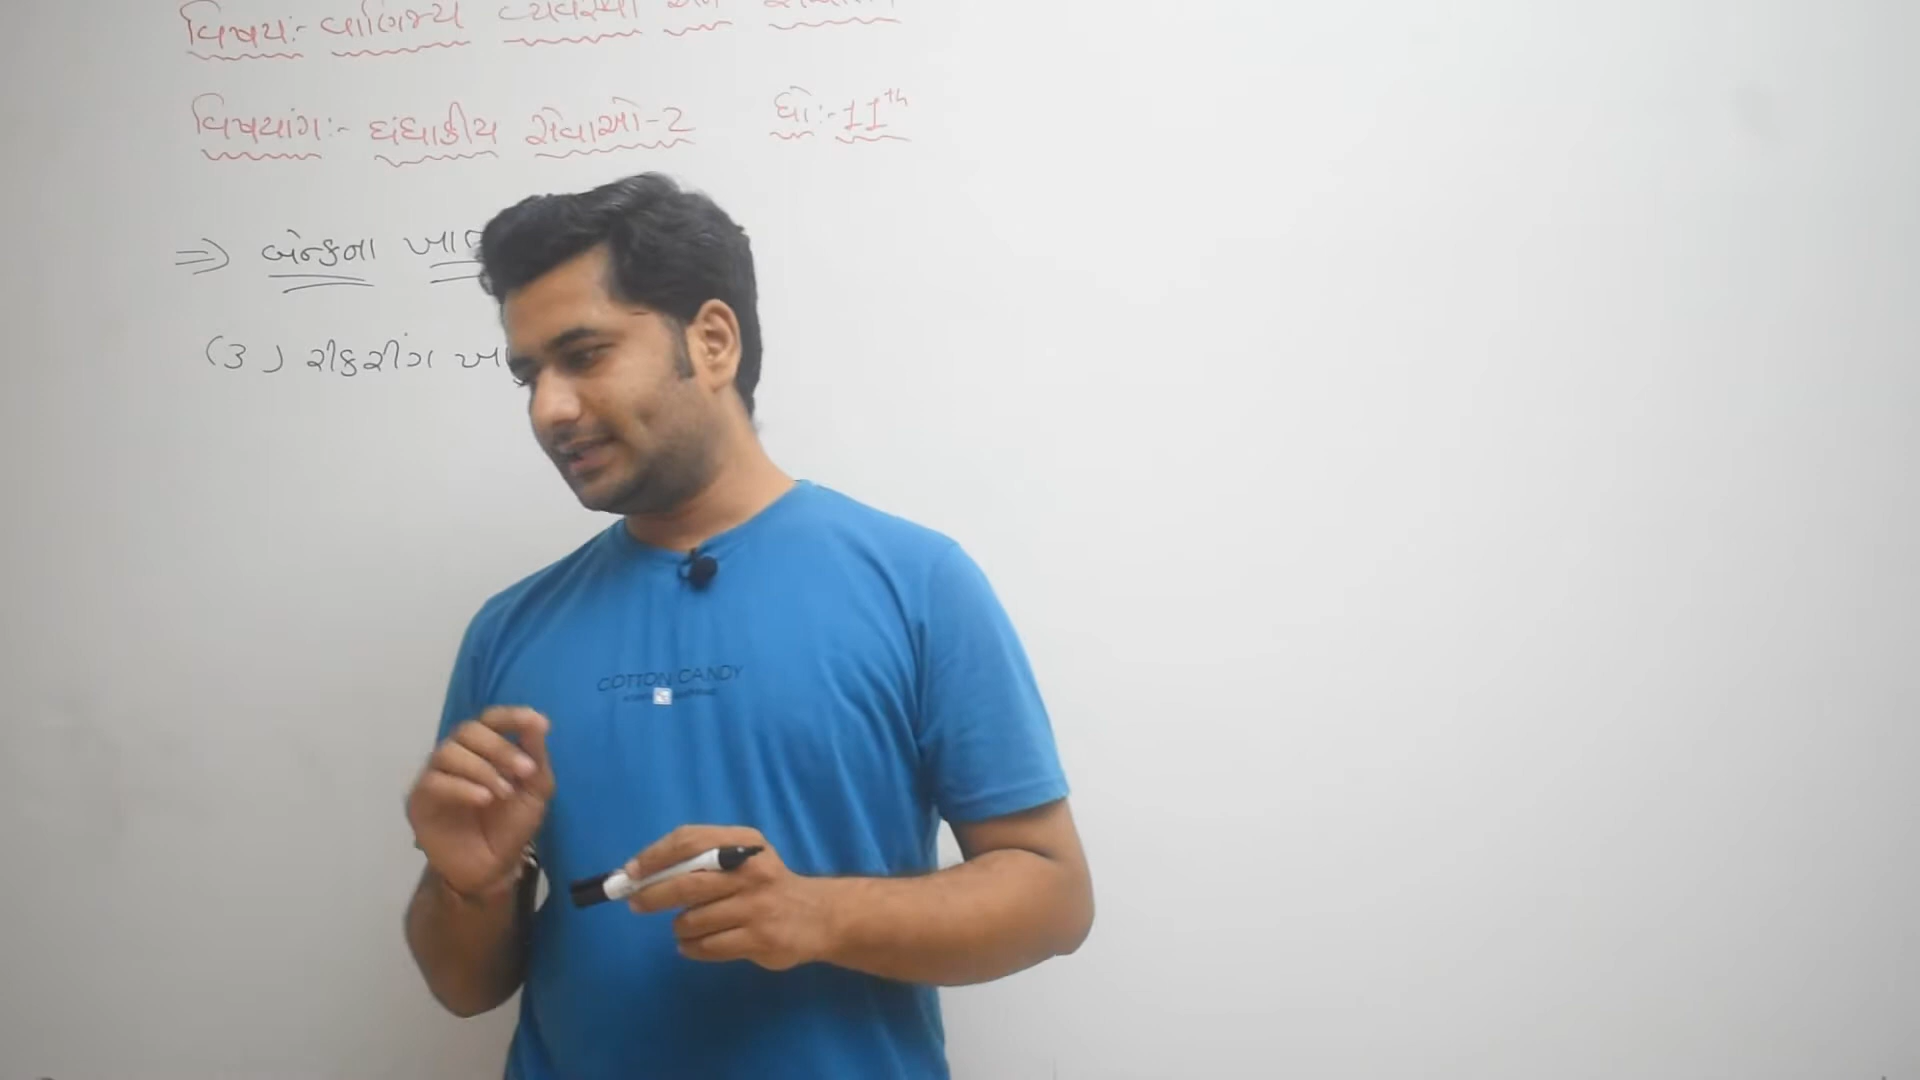 વિષય:- વાણિજ્ય વ્યવસ્થા
વિષયાંગ:- ધંધાકીય સેવાઓ-2 ધો:-11th
⇒ બેન્કના
(3) રીકરીંગ
COTTON CANDY